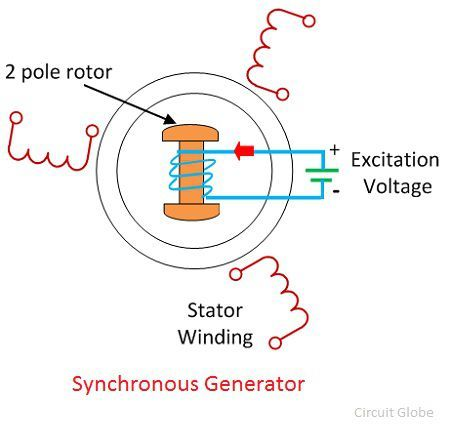 2 pole rotor
+
Excitation
Voltage
-
Stator
Winding
Synchronous Generator
Circuit Globe